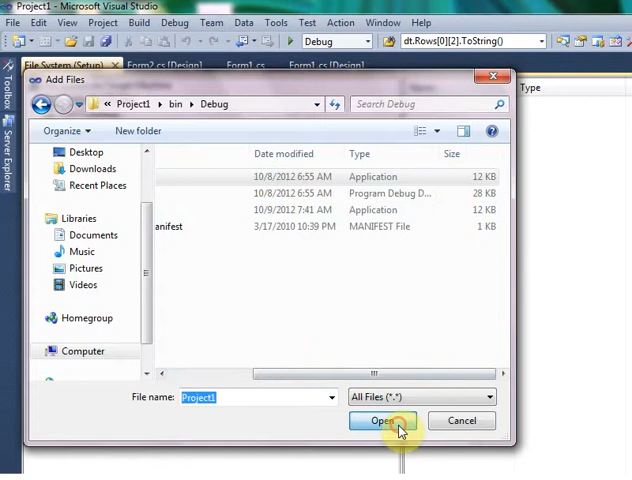 Project1 - Microsoft Visual Studio
File Edit View Project Build Debug Team Data Tools Test Action Window Help
Debug dt.Rows[2].ToString()
File System (Setup) Form2.cs [Design] Form1.cs Form1.cs [Design]
Toolbox
Server Explorer
Type
Add Files
« Project1 bin Debug
Search Debug
Organize New folder
Desktop
Downloads
Recent Places
Libraries
Documents
Music
Pictures
Videos
Homegroup
Computer
Date modified Type Size
10/8/2012 6:55 AM Application 12 KB
10/8/2012 6:55 AM Program Debug D... 28 KB
10/9/2012 7:41 AM Application 12 KB
anifest 3/17/2010 10:39 PM MANIFEST File 1 KB
File name: Project1 All Files (*.*)
Open Cancel